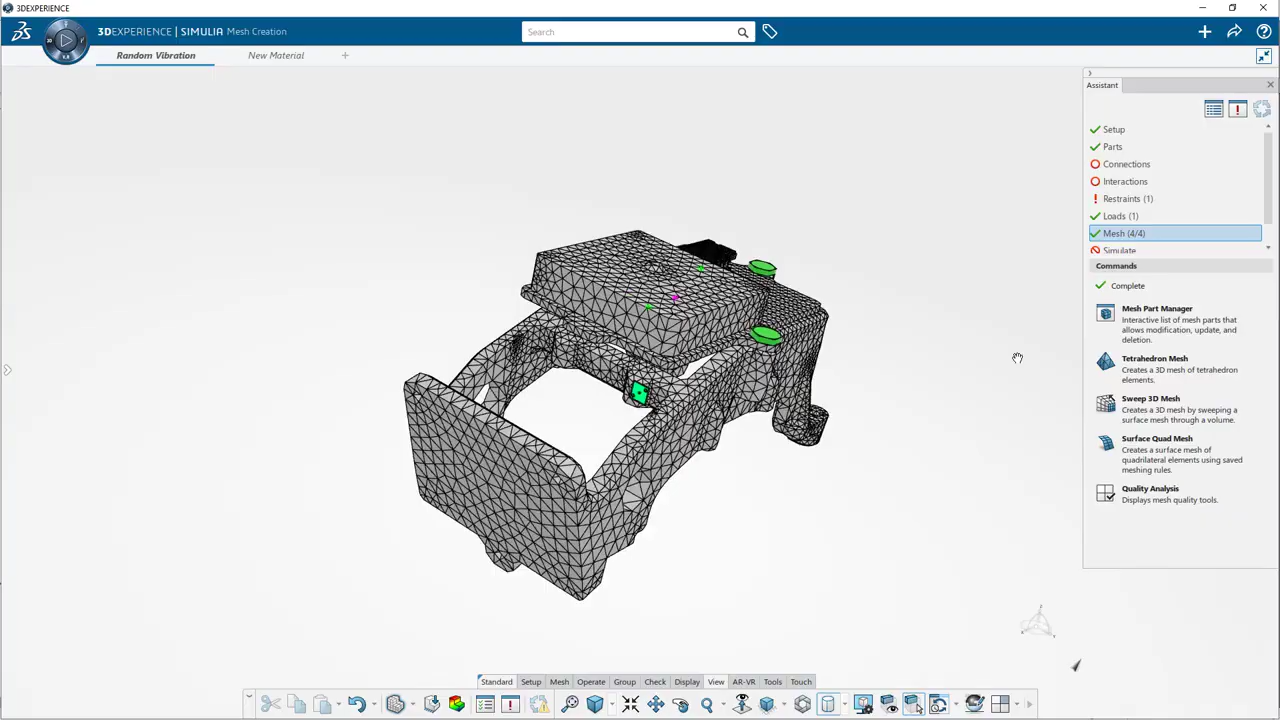 3DEXPERIENCE
3DEXPERIENCE | SIMULIA Mesh Creation
Search
Random Vibration
New Material
Assistant
Setup
Parts
Connections
Interactions
Restraints (1)
Loads (1)
Mesh (4/4)
Simulate
Commands
Complete
Mesh Part Manager
Interactive list of mesh parts that
allows modification, update, and
deletion.
Tetrahedron Mesh
Creates a 3D mesh of tetrahedron
elements.
Sweep 3D Mesh
Creates a 3D mesh by sweeping a
surface mesh through a volume.
Surface Quad Mesh
Creates a surface mesh of
quadrilateral elements using saved
meshing rules.
Quality Analysis
Displays mesh quality tools.
Standard Setup Mesh Operate Group Check Display View AR-VR Tools Touch